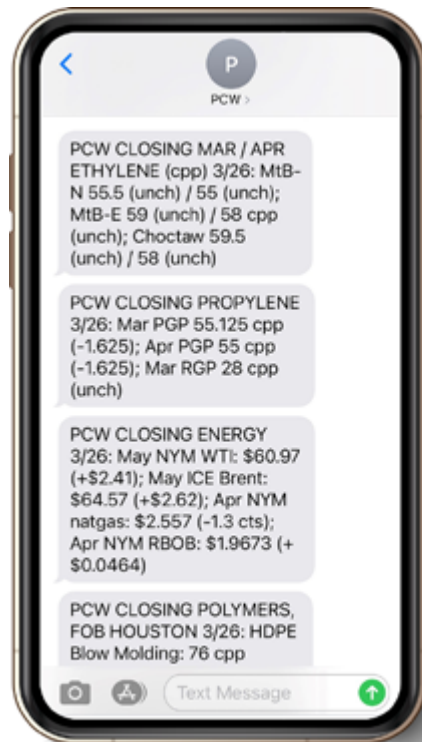 P
PCW >
PCW CLOSING MAR / APR
ETHYLENE (cpp) 3/26: MtB-
N 55.5 (unch) / 55 (unch);
MtB-E 59 (unch) / 58 cpp
(unch); Choctaw 59.5
(unch) / 58 (unch)
PCW CLOSING PROPYLENE
3/26: Mar PGP 55.125 cpp
(-1.625); Apr PGP 55 cpp
(-1.625); Mar RGP 28 cpp
(unch)
PCW CLOSING ENERGY
3/26: May NYM WTI: $60.97
(+$2.41); May ICE Brent:
$64.57 (+$2.62); Apr NYM
natgas: $2.557 (-1.3 cts);
Apr NYM RBOB: $1.9673 (+
$0.0464)
PCW CLOSING POLYMERS,
FOB HOUSTON 3/26: HDPE
Blow Molding: 76 cpp
Text Message